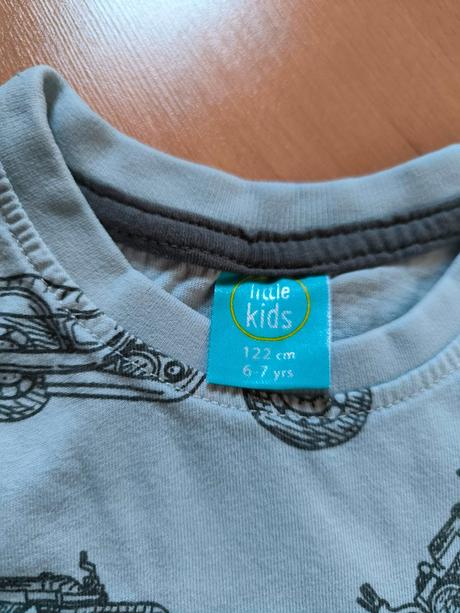 little
kids
122 cm
6-7 yrs